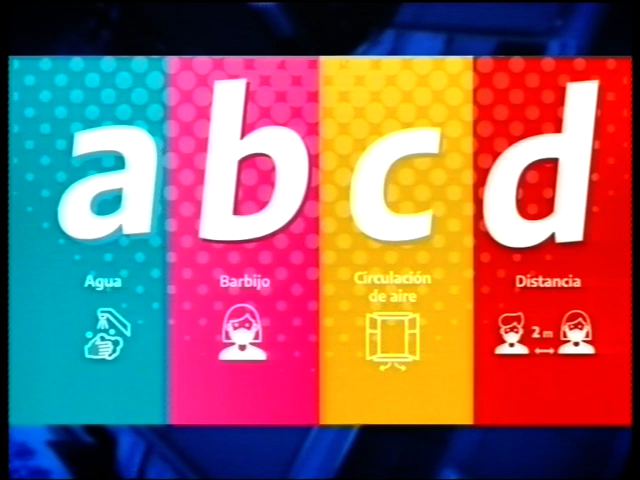 a b c d
Agua
Barbijo
Circulación
de aire
Distancia
2 m